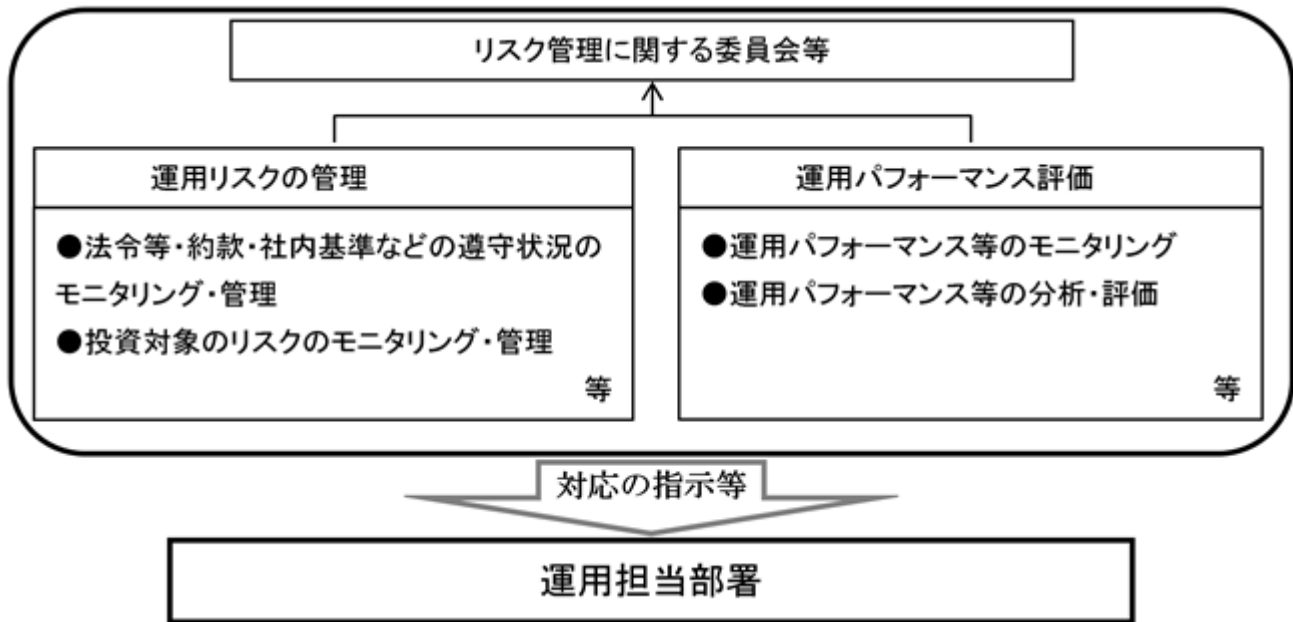 リスク管理に関する委員会等
運用リスクの管理
●法令等・約款・社内基準などの遵守状況の
モニタリング・管理
●投資対象のリスクのモニタリング・管理
等
運用パフォーマンス評価
●運用パフォーマンス等のモニタリング
●運用パフォーマンス等の分析・評価
等
対応の指示等
運用担当部署